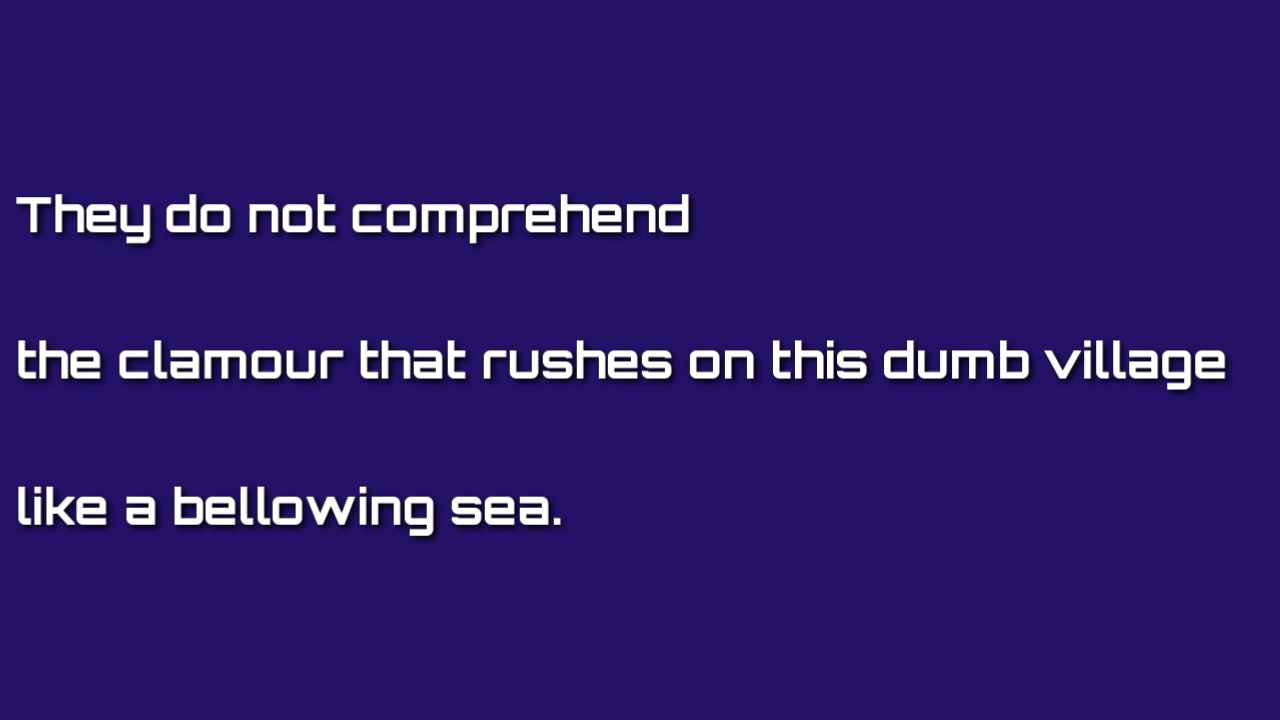 They do not comprehend
the clamour that rushes on this dumb village
like a bellowing sea.